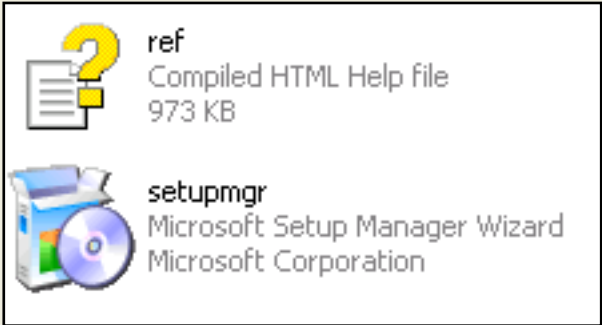 ref
Compiled HTML Help file
973 KB
setupmgr
Microsoft Setup Manager Wizard
Microsoft Corporation